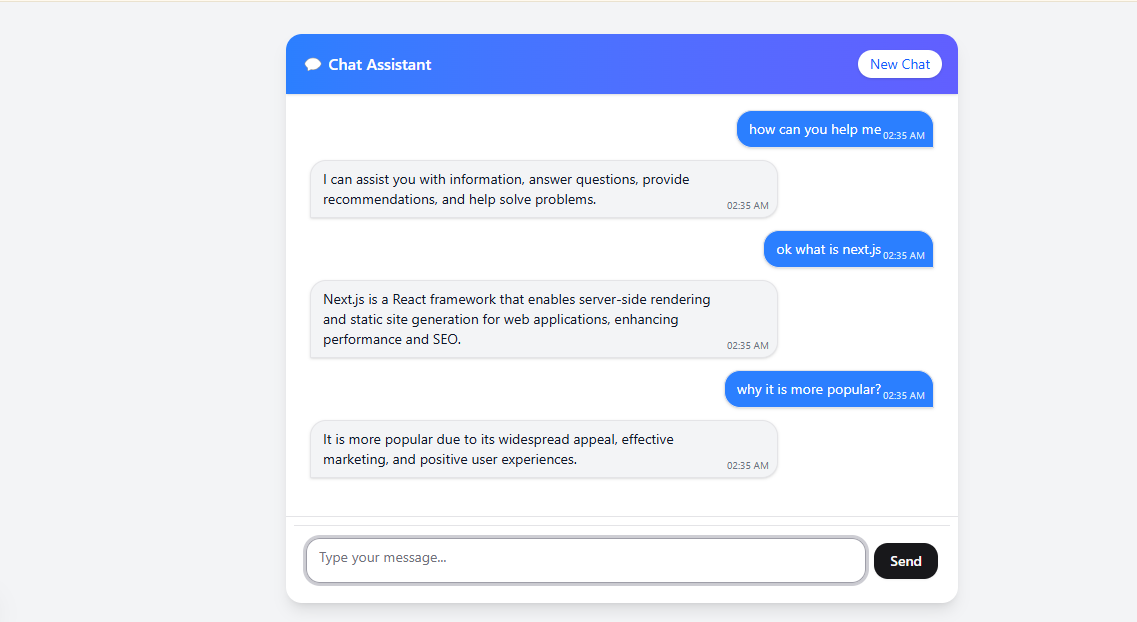 Chat Assistant
New Chat
how can you help me 02:35 AM
I can assist you with information, answer questions, provide
recommendations, and help solve problems.
02:35 AM
ok what is next.js 02:35 AM
Next.js is a React framework that enables server-side rendering
and static site generation for web applications, enhancing
performance and SEO.
02:35 AM
why it is more popular? 02:35 AM
It is more popular due to its widespread appeal, effective
marketing, and positive user experiences.
02:35 AM
Type your message...
Send